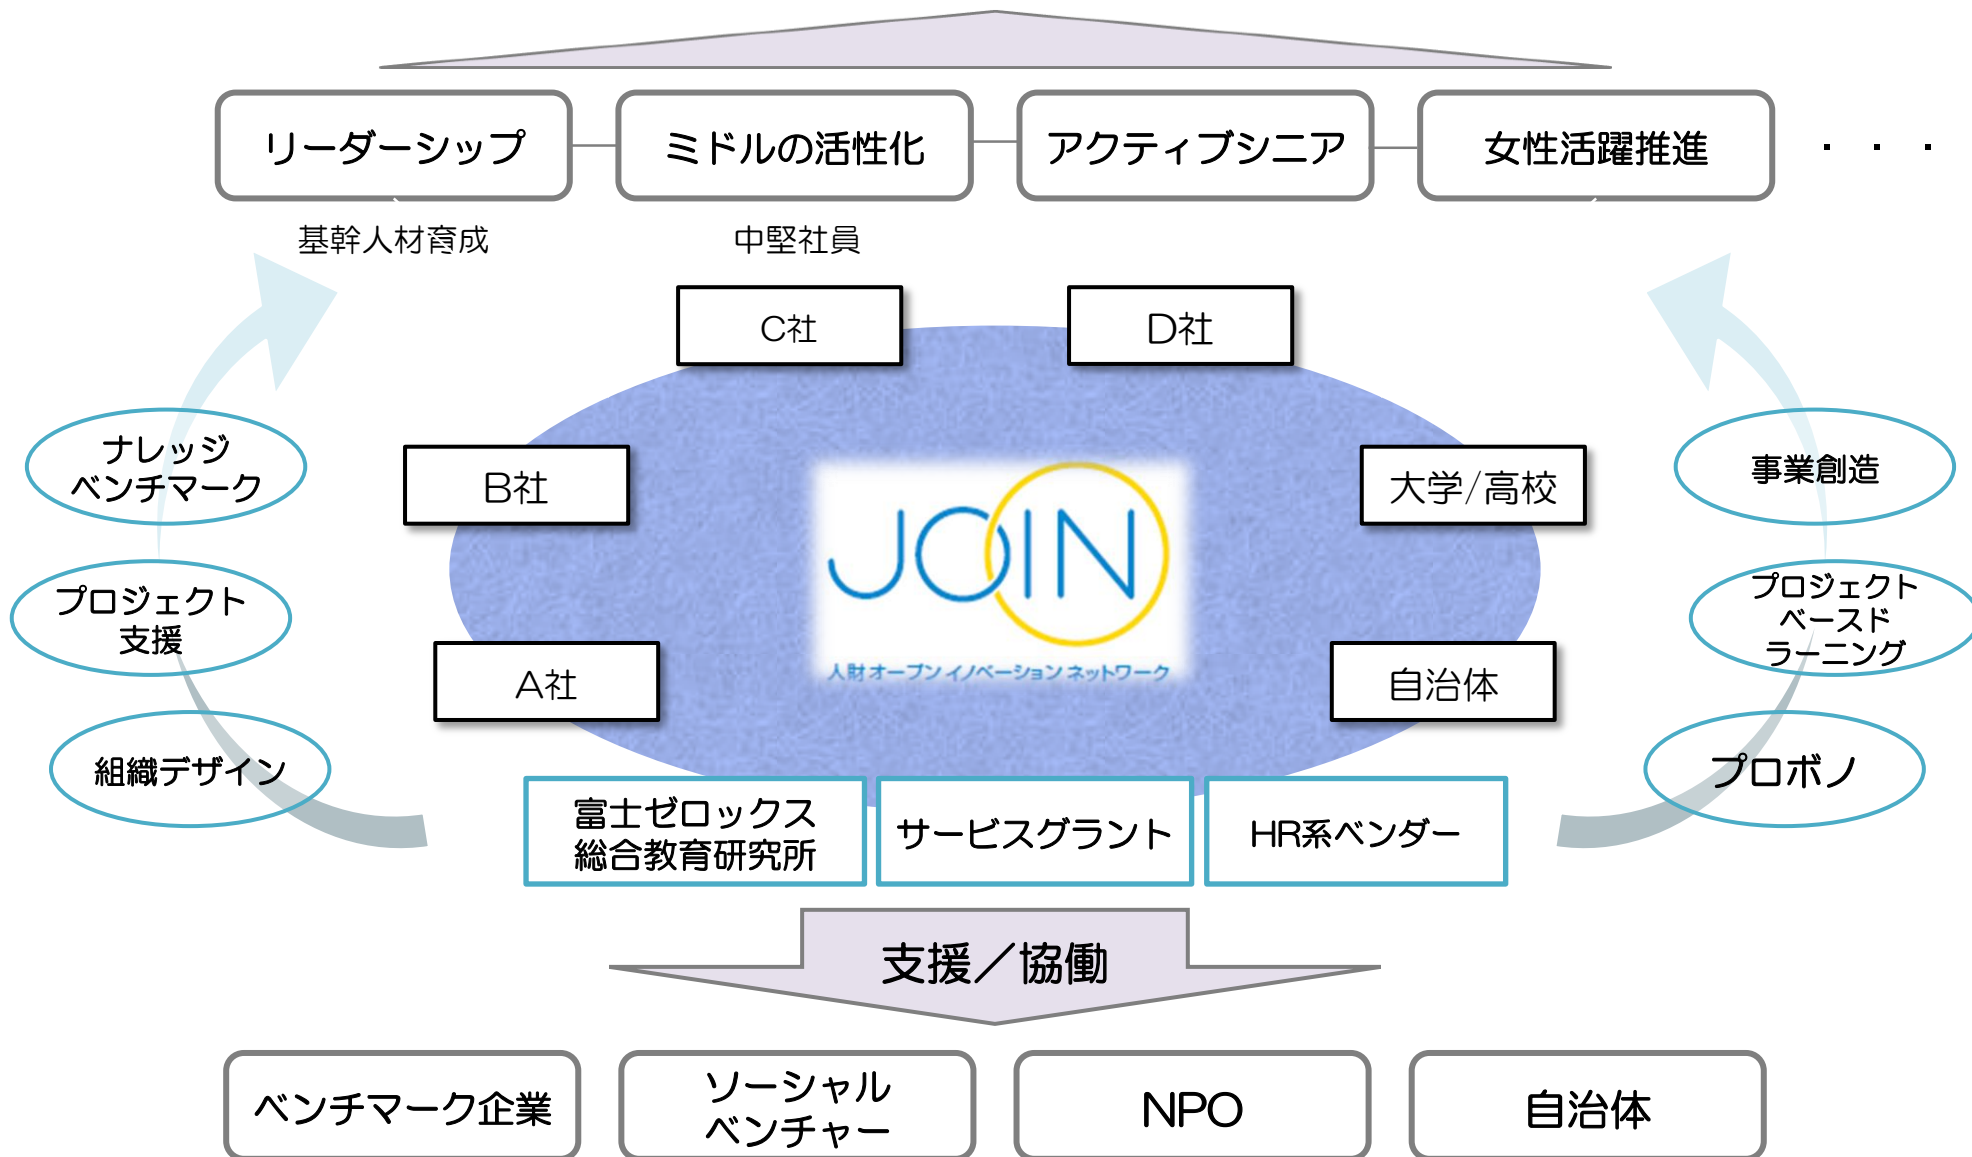 リーダーシップ
ミドルの活性化
アクティブシニア
女性活躍推進
・・・
基幹人材育成
中堅社員
C社
D社
ナレッジ
ベンチマーク
B社
大学/高校
事業創造
JOIN
人財オープンイノベーションネットワーク
プロジェクト
支援
プロジェクト
ベースド
ラーニング
A社
自治体
組織デザイン
プロボノ
富士ゼロックス
総合教育研究所
サービスグラント
HR系ベンダー
支援／協働
ベンチマーク企業
ソーシャル
ベンチャー
NPO
自治体